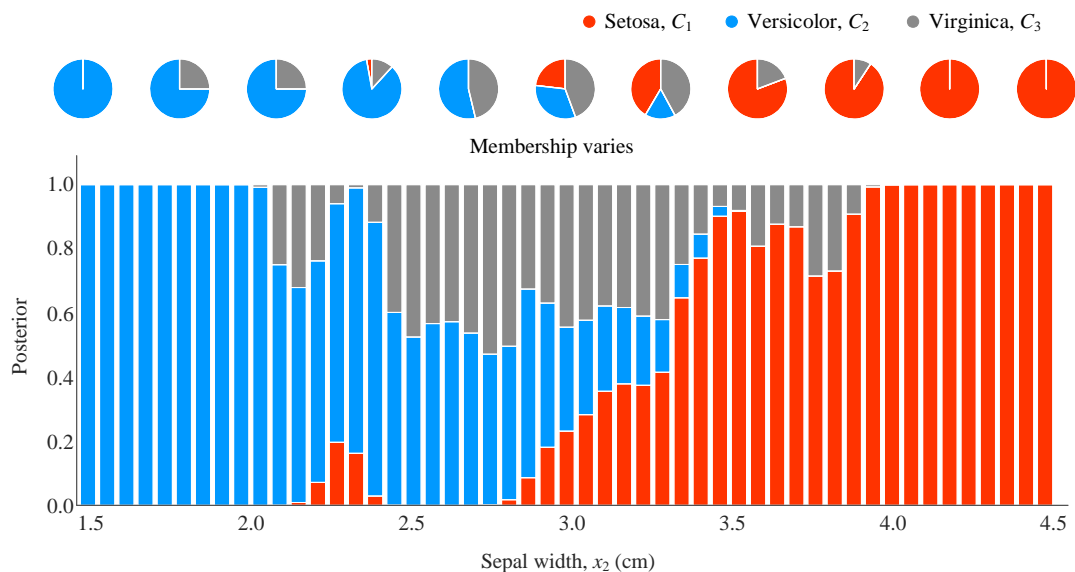 Setosa, C1 Versicolor, C2 Virginica, C3
Membership varies
1.0
0.8
0.6
0.4
0.2
0.0
Posterior
1.5 2.0 2.5 3.0 3.5 4.0 4.5
Sepal width, x2 (cm)